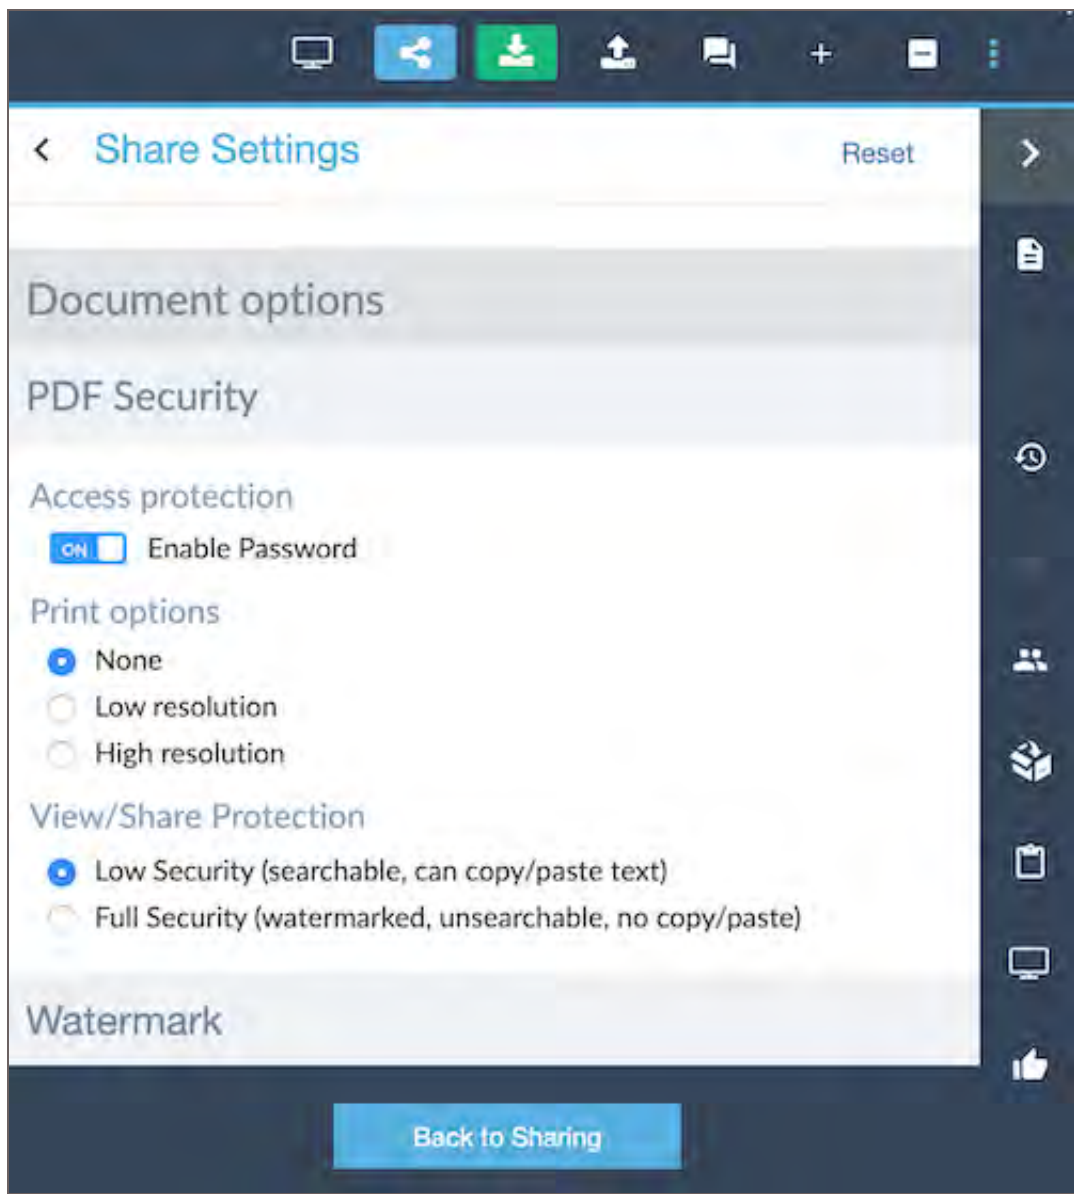 Share Settings
Reset
Document options
PDF Security
Access protection
ON Enable Password
Print options
None
Low resolution
High resolution
View/Share Protection
Low Security (searchable, can copy/paste text)
Full Security (watermarked, unsearchable, no copy/paste)
Watermark
Back to Sharing